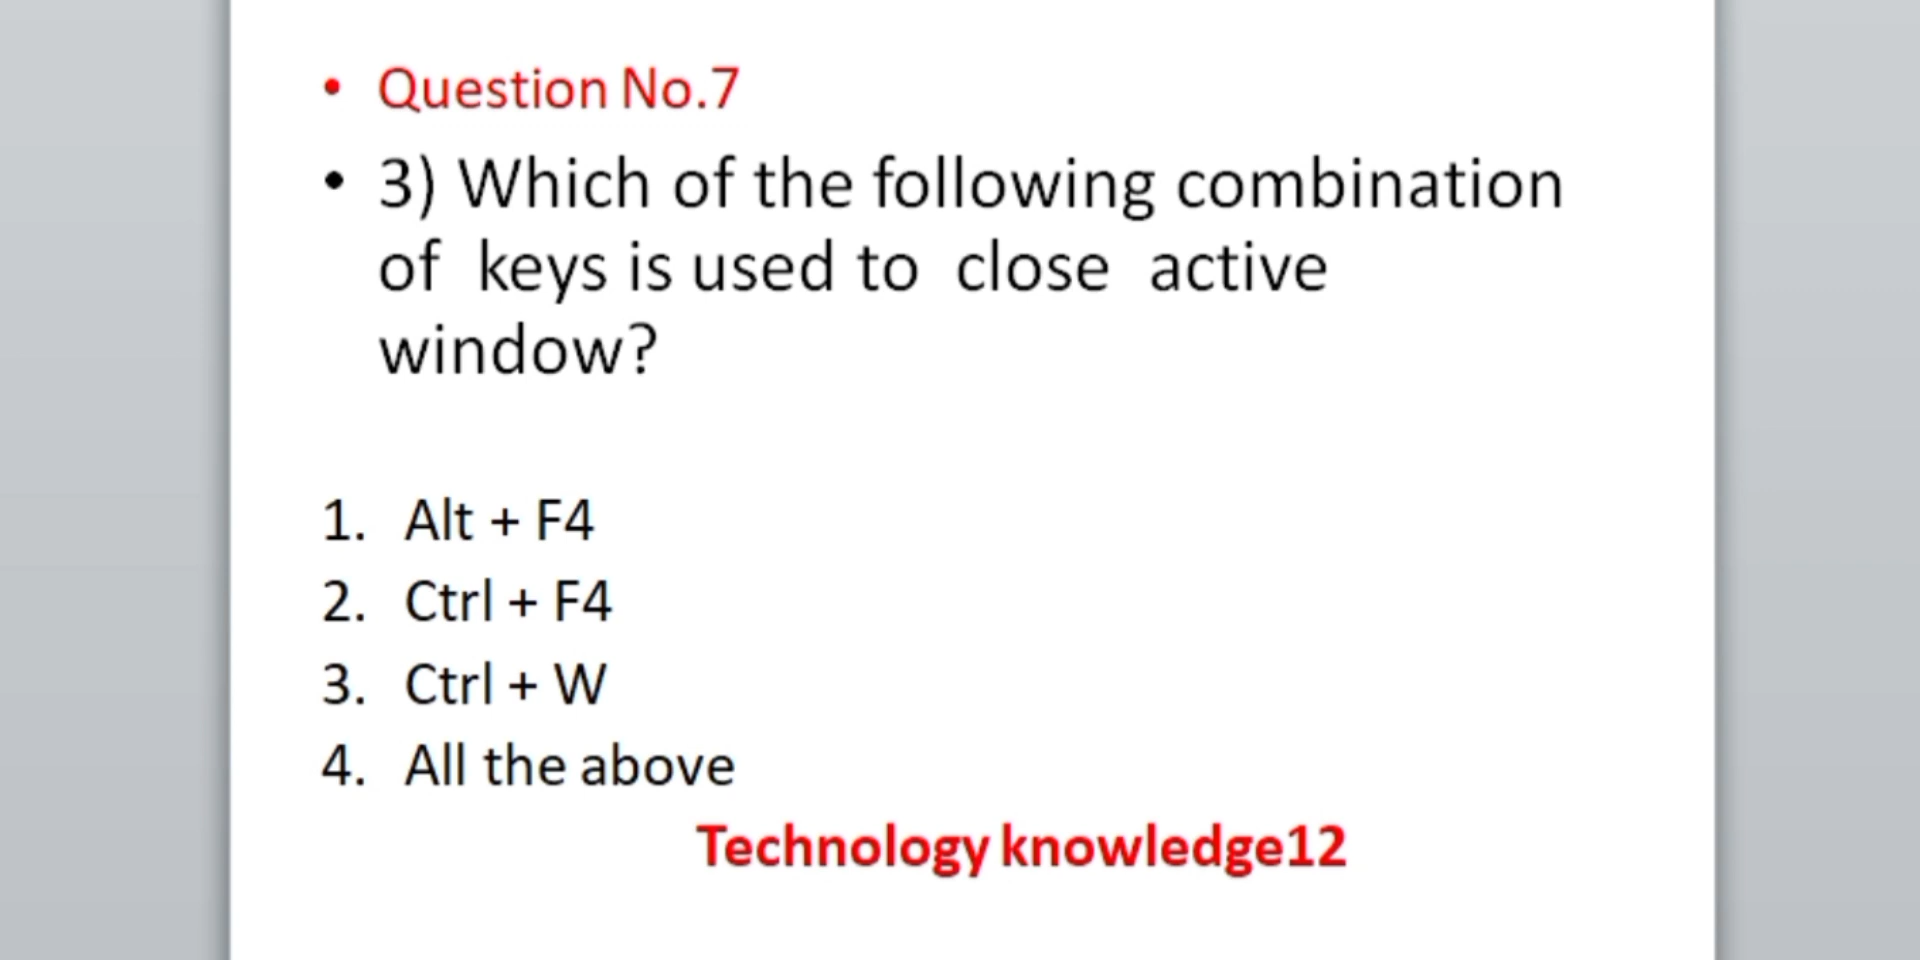 • Question No.7
• 3) Which of the following combination
of keys is used to close active
window?
1. Alt + F4
2. Ctrl + F4
3. Ctrl + W
4. All the above
Technology knowledge12